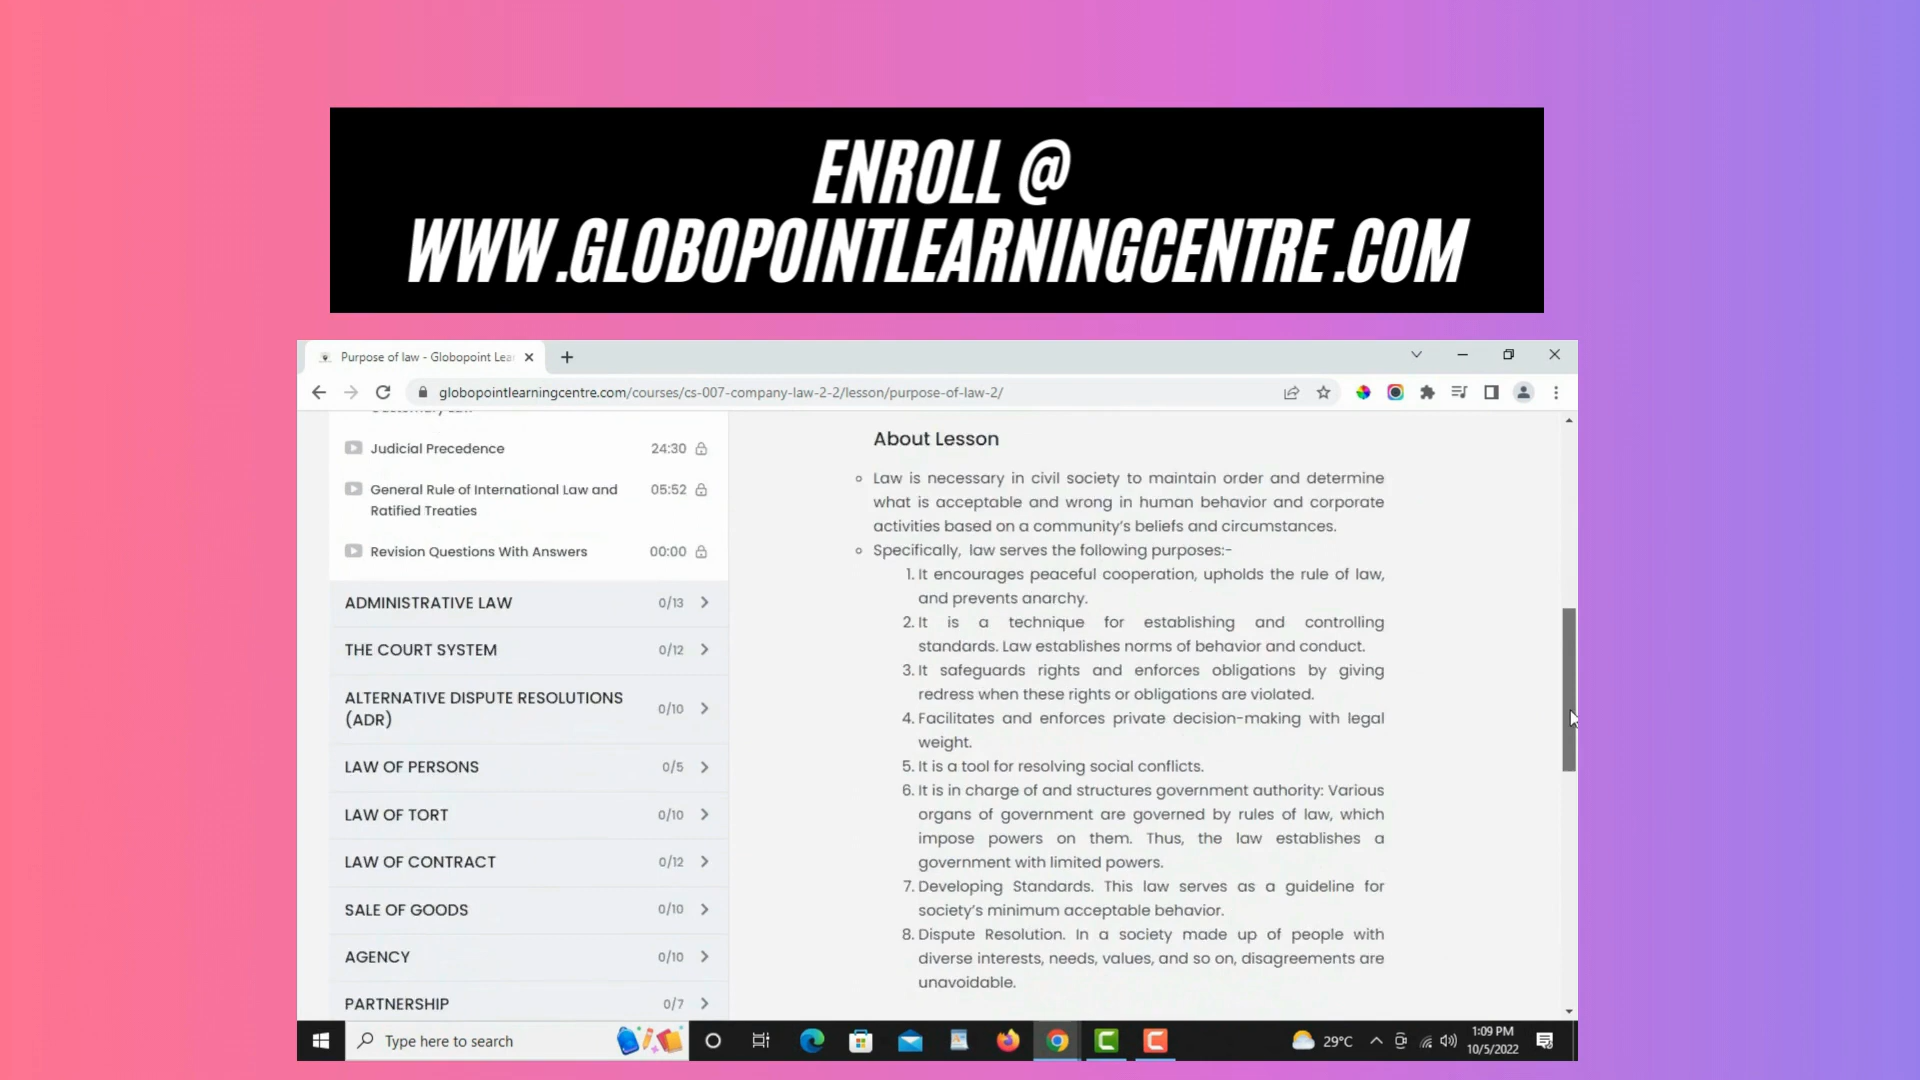 ENROLL @
WWW.GLOBOPOINTLEARNINGCENTRE.COM
Purpose of law - Globopoint Lea
globopointlearningcentre.com/courses/cs-007-company-law-2-2/lesson/purpose-of-law-2/
Judicial Precedence 24:30
General Rule of International Law and 05:52
Ratified Treaties
Revision Questions With Answers 00:00
ADMINISTRATIVE LAW 0/13
THE COURT SYSTEM 0/12
ALTERNATIVE DISPUTE RESOLUTIONS
(ADR) 0/10
LAW OF PERSONS 0/5
LAW OF TORT 0/10
LAW OF CONTRACT 0/12
SALE OF GOODS 0/10
AGENCY 0/10
PARTNERSHIP 0/7
About Lesson
Law is necessary in civil society to maintain order and determine
what is acceptable and wrong in human behavior and corporate
activities based on a community's beliefs and circumstances.
Specifically, law serves the following purposes:-
1. It encourages peaceful cooperation, upholds the rule of law,
and prevents anarchy.
2. It is a technique for establishing and controlling
standards. Law establishes norms of behavior and conduct.
3. It safeguards rights and enforces obligations by giving
redress when these rights or obligations are violated.
4. Facilitates and enforces private decision-making with legal
weight.
5. It is a tool for resolving social conflicts.
6. It is in charge of and structures government authority: Various
organs of government are governed by rules of law, which
impose powers on them. Thus, the law establishes a
government with limited powers.
7. Developing Standards. This law serves as a guideline for
society's minimum acceptable behavior.
8. Dispute Resolution. In a society made up of people with
diverse interests, needs, values, and so on, disagreements are
unavoidable.
Type here to search
29°C
1:09 PM
10/5/2022